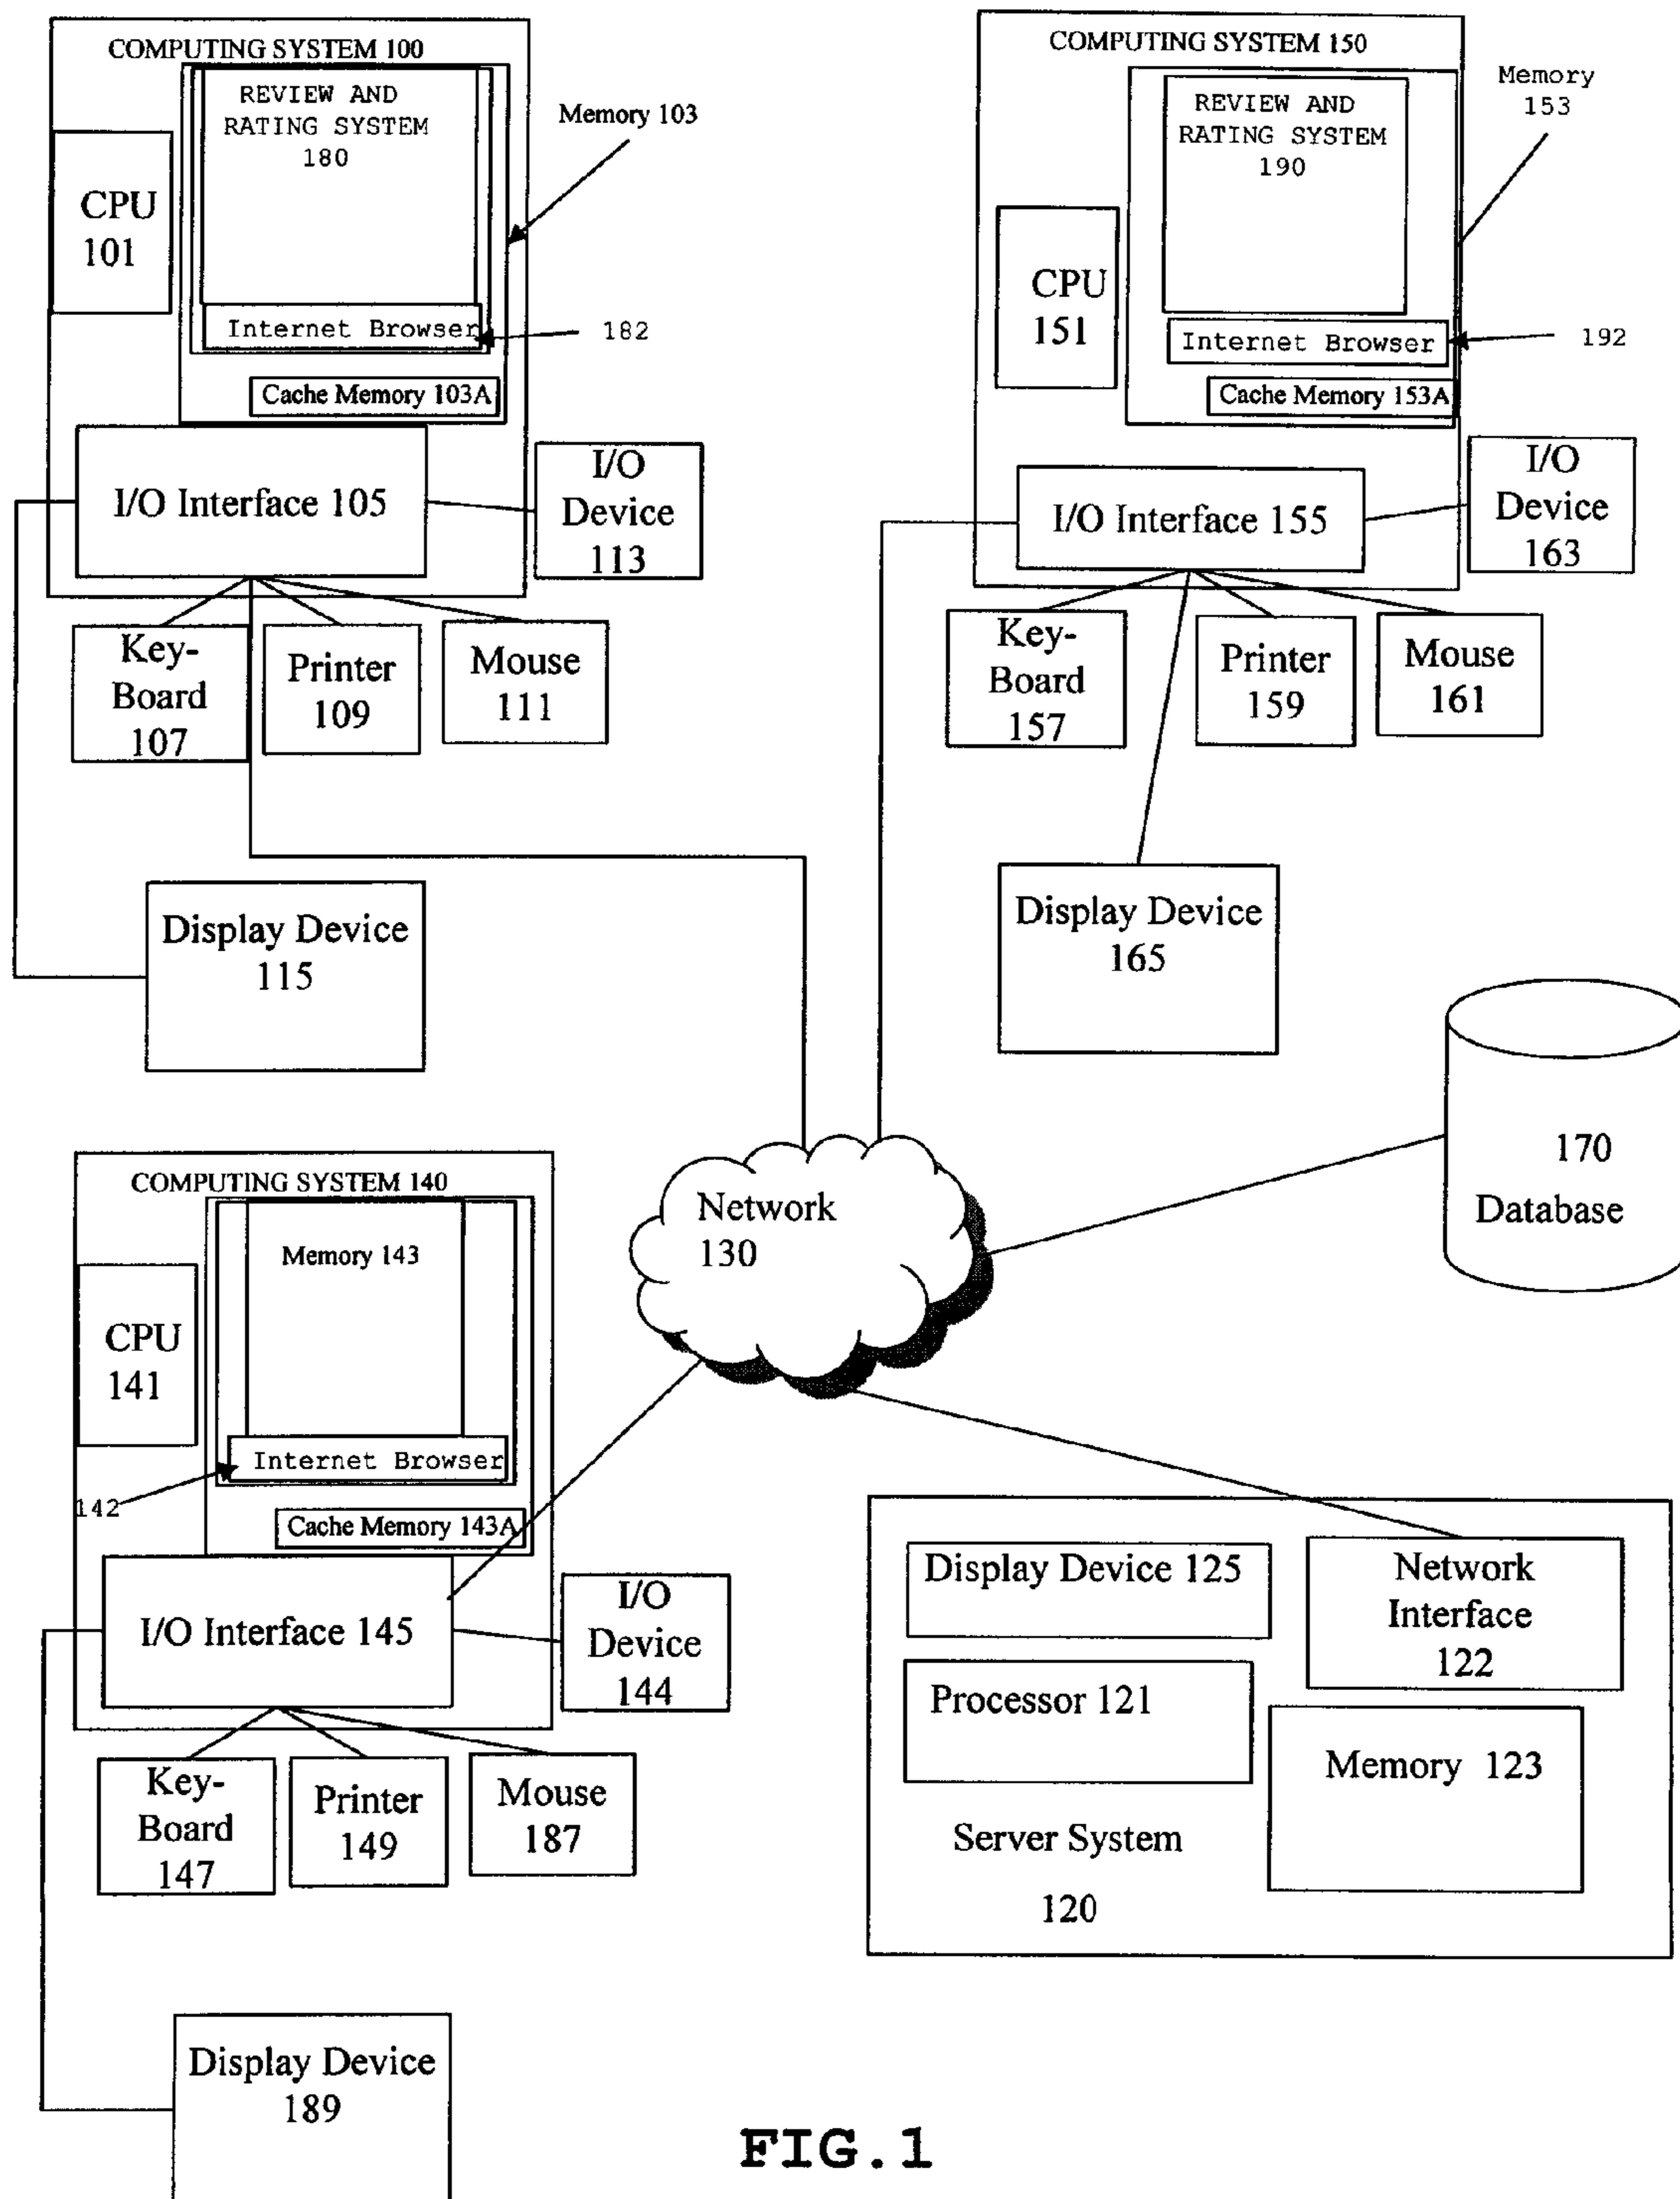 COMPUTING SYSTEM 100
REVIEW AND
RATING SYSTEM
180
Memory 103
CPU
101
Internet Browser
182
Cache Memory 103A
I/O Interface 105
I/O
Device
113
Key-
Board
107
Printer
109
Mouse
111
Display Device
115
COMPUTING SYSTEM 150
REVIEW AND
RATING SYSTEM
190
Memory
153
CPU
151
Internet Browser
192
Cache Memory 153A
I/O Interface 155
I/O
Device
163
Key-
Board
157
Printer
159
Mouse
161
Display Device
165
170
Database
Network
130
COMPUTING SYSTEM 140
Memory 143
CPU
141
Internet Browser
142
Cache Memory 143A
I/O Interface 145
I/O
Device
144
Key-
Board
147
Printer
149
Mouse
187
Display Device
189
Display Device 125
Network
Interface
122
Processor 121
Memory 123
Server System
120
FIG.1